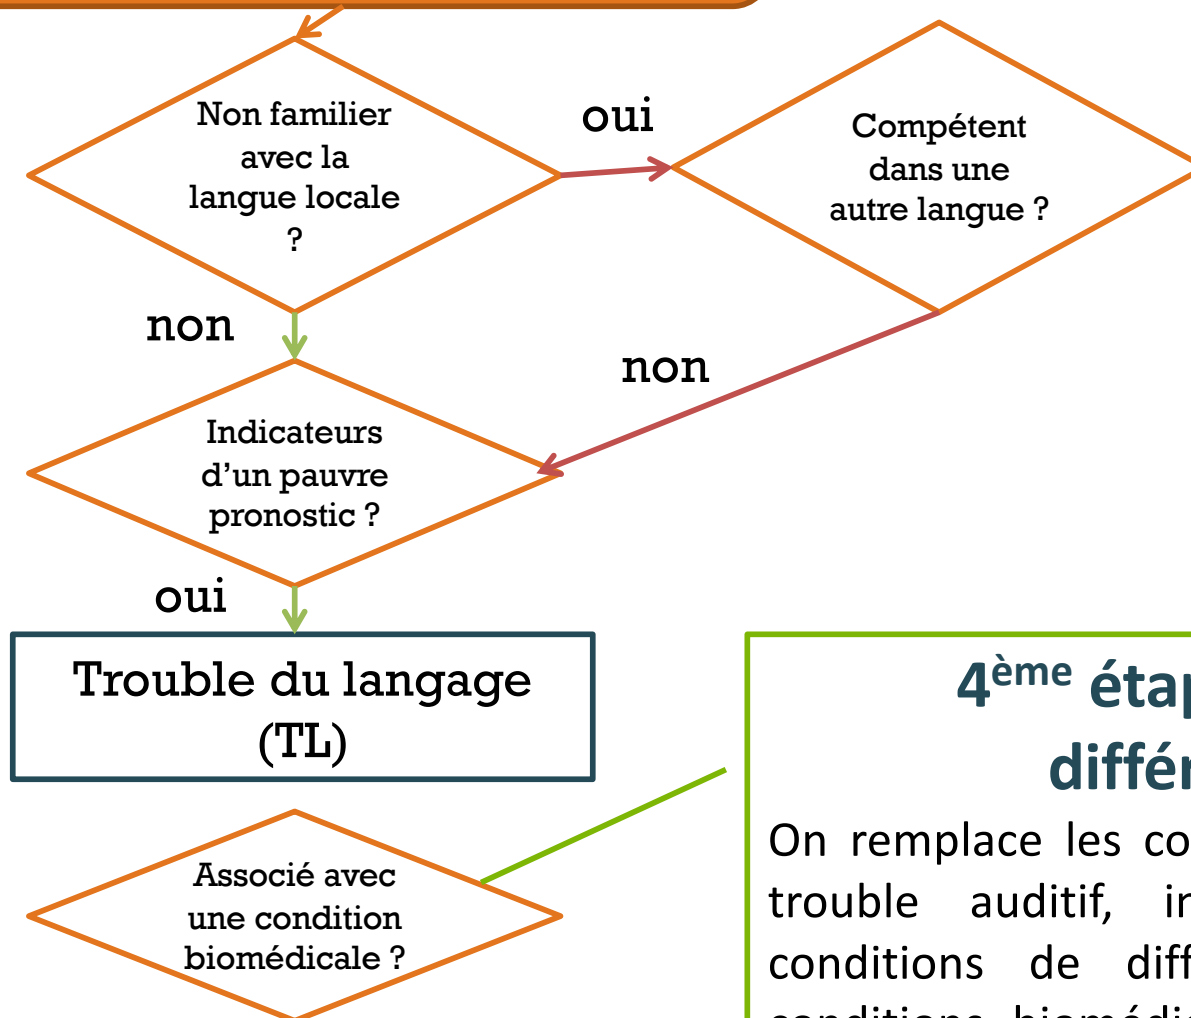 Non familier
avec la
langue locale
?
oui
Compétent
dans une
autre langue ?
non
non
Indicateurs
d'un pauvre
pronostic ?
oui
Trouble du langage
(TL)
Associé avec
une condition
biomédicale ?
4ème
On remplace les
trouble auditif,
conditions de
conditions